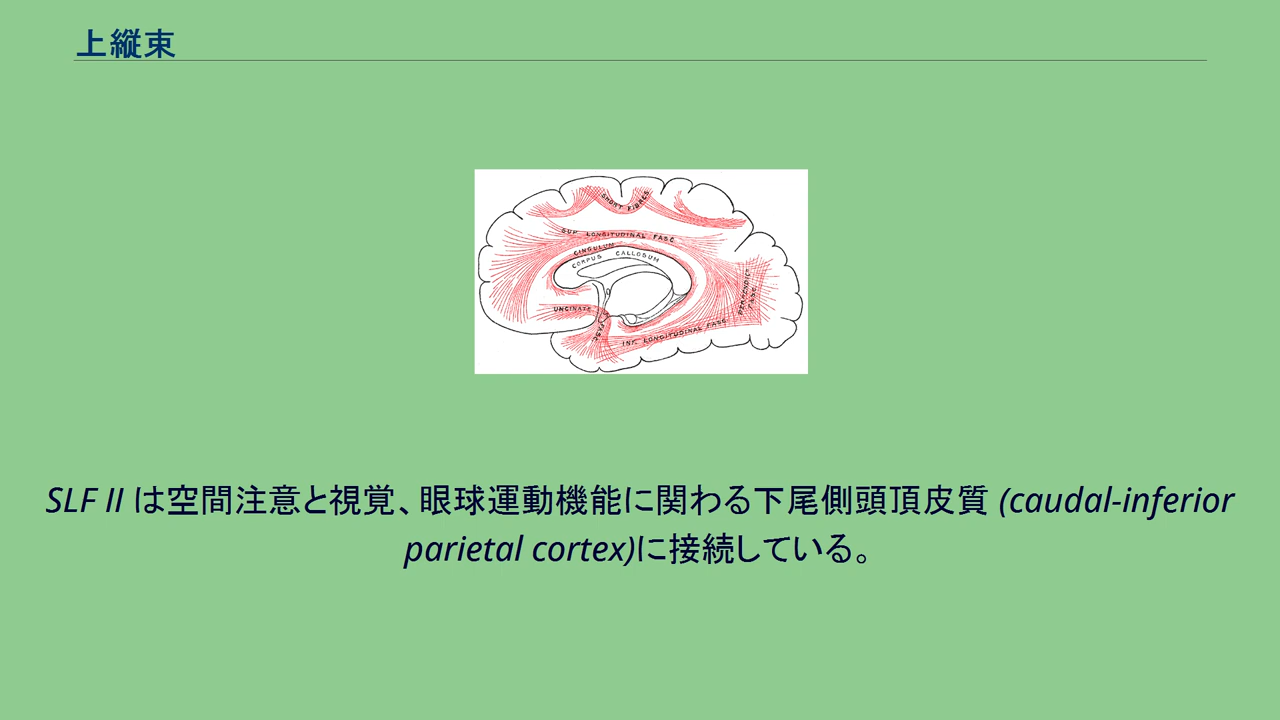 上縦束
SHORT FIBRES
SUP. LONGITUDINAL FASC
CINGULUM
CORPUS CALLOSUM
UNCINATE
FASC.
INF. LONGITUDINAL FASC
PERPENDIC.
FASC.
SLF II は空間注意と視覚、眼球運動機能に関わる下尾側頭頂皮質 (caudal-inferior
parietal cortex)に接続している。